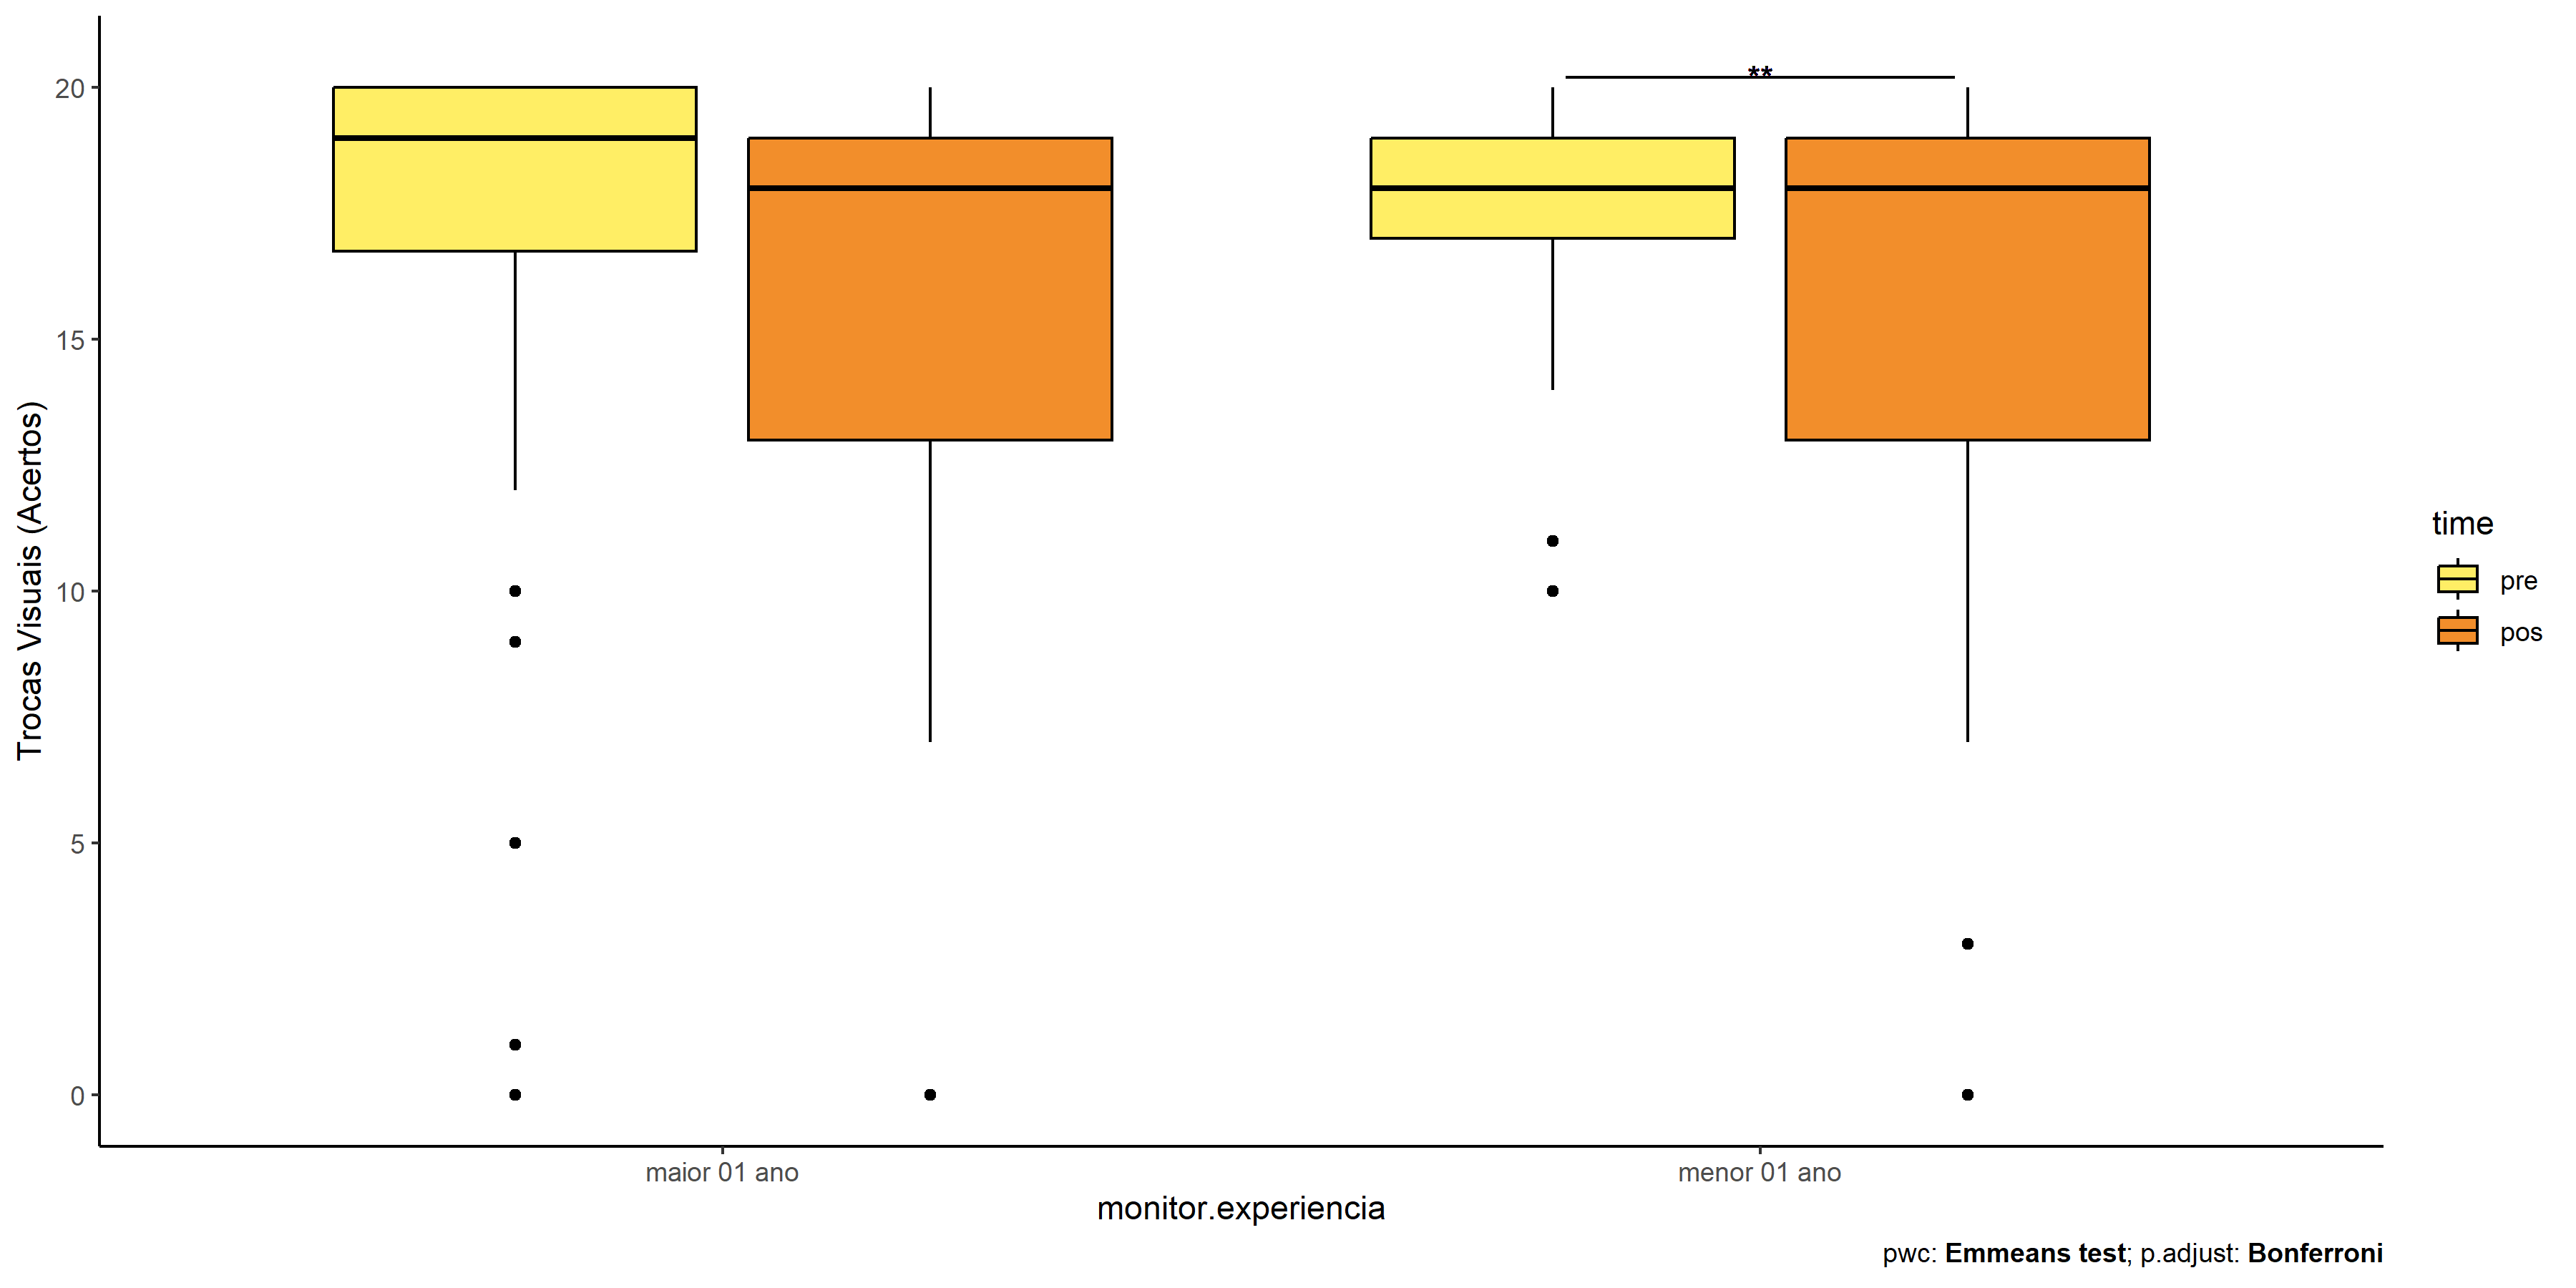 **
20
15
10
5
0
Trocas Visuais (Acertos)
maior 01 ano
menor 01 ano
monitor.experiencia
time
pre
pos
pwc: Emmeans test; p.adjust: Bonferroni